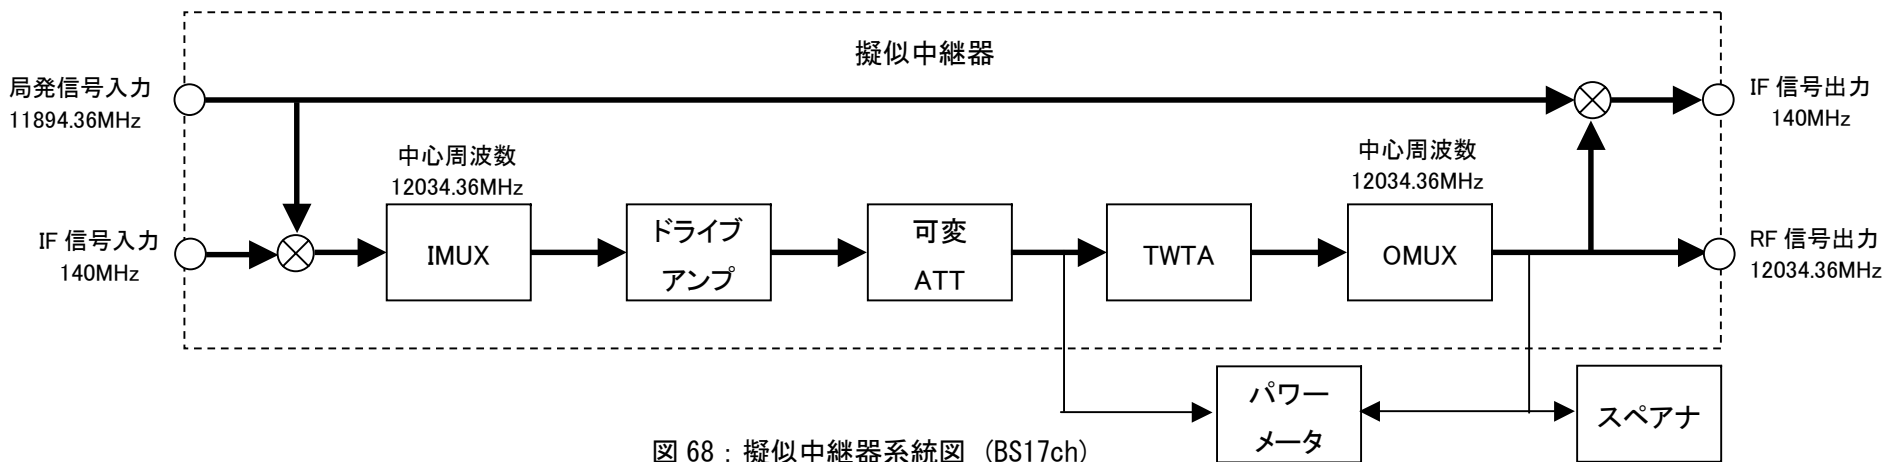 擬似中継器
局発信号入力
11894.36MHz
IF 信号出力
140MHz
中心周波数
12034.36MHz
中心周波数
12034.36MHz
IF 信号入力
140MHz
IMUX
ドライブ
アンプ
可変
ATT
TWTA
OMUX
RF 信号出力
12034.36MHz
パワー
メータ
スペアナ
図 68：擬似中継器系統図 (BS17ch)